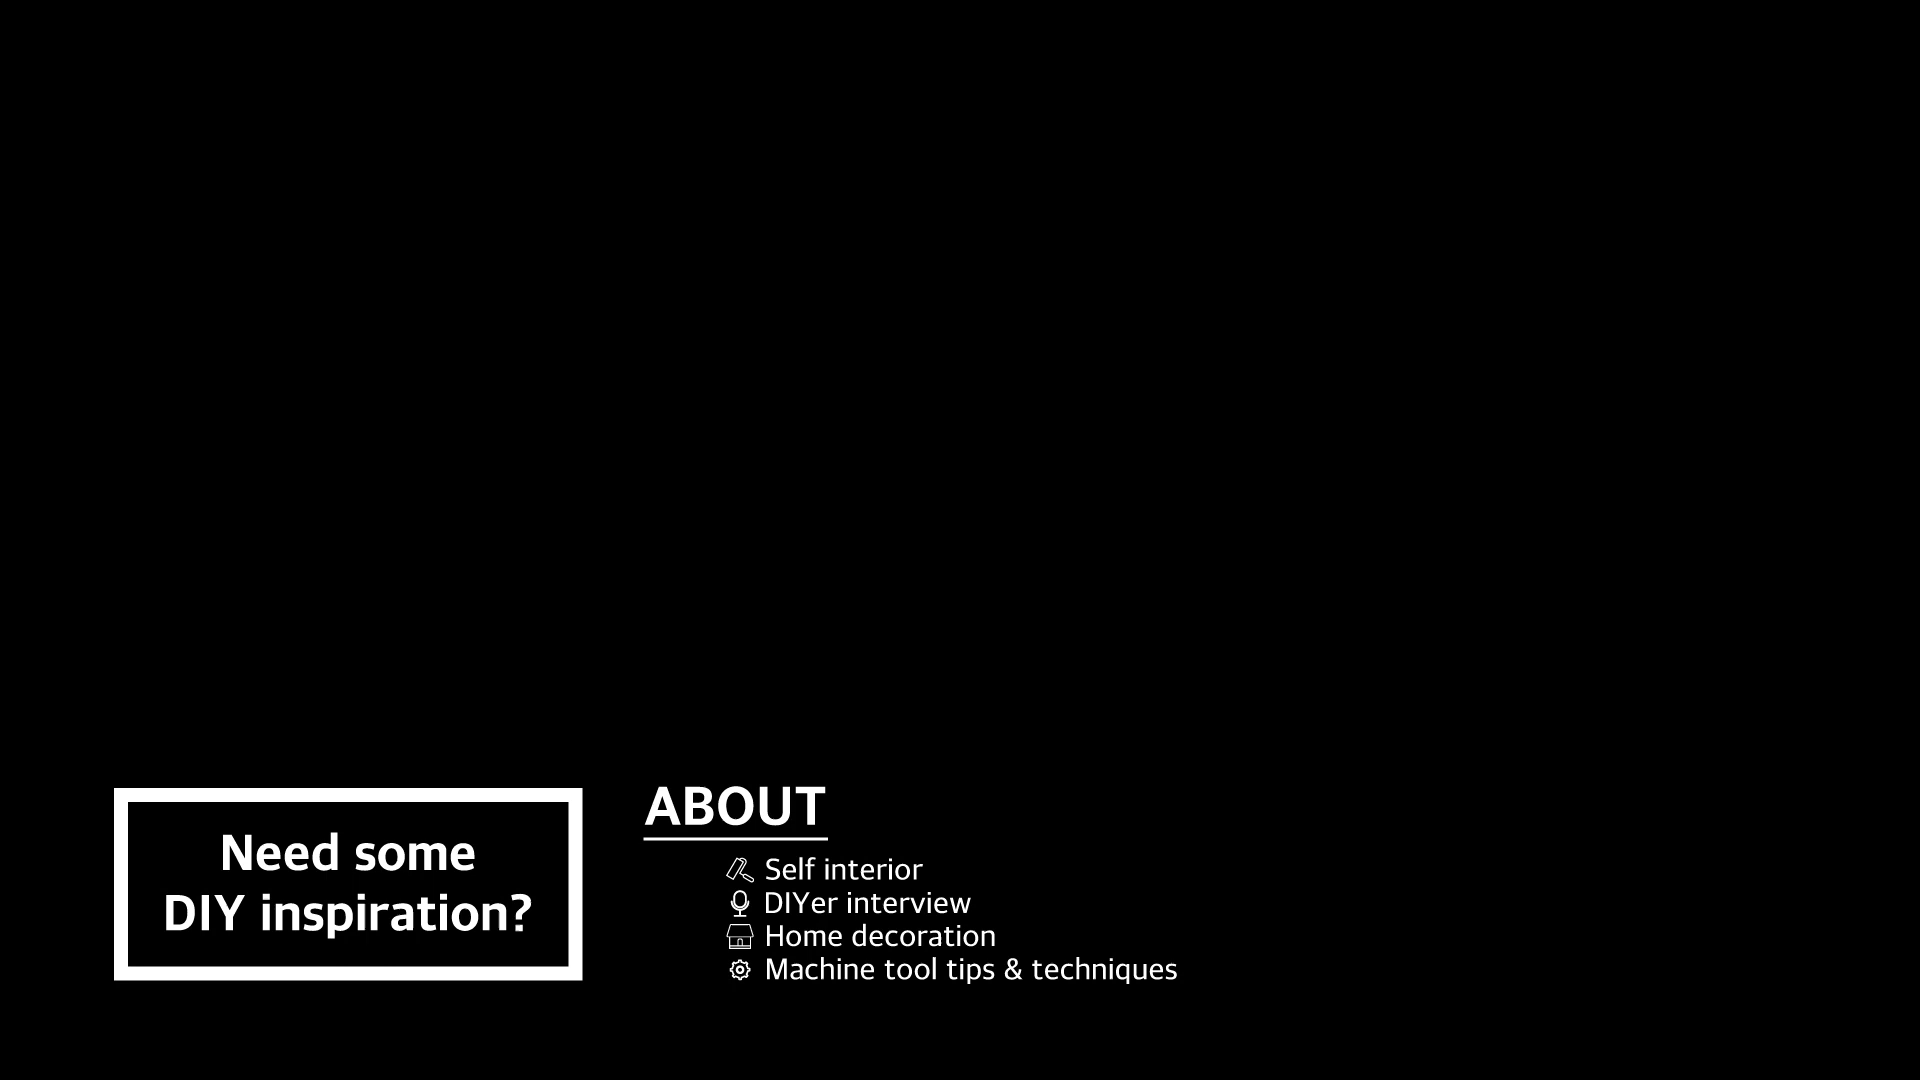 Need some
DIY inspiration?
ABOUT
Self interior
DIYer interview
Home decoration
Machine tool tips & techniques